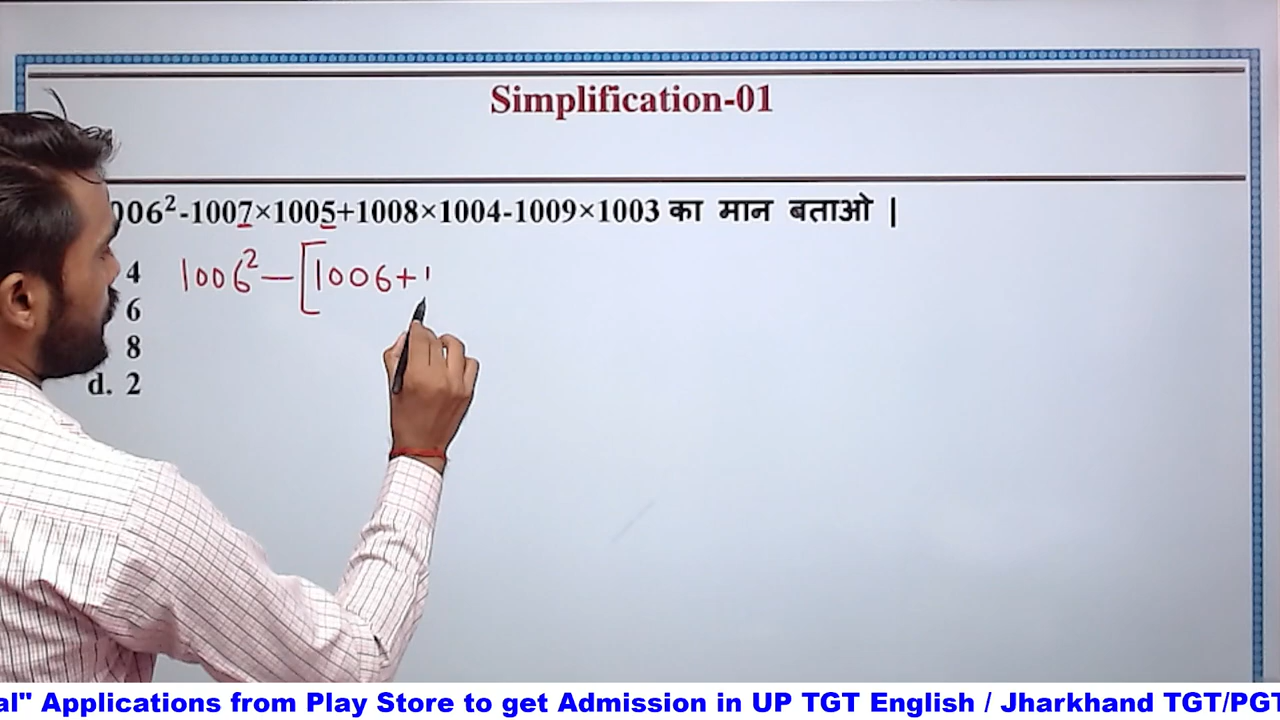 Simplification-01
006²-1007×1005+1008×1004-1009×1003 का मान बताओ |
4
1006² - [1006+1
6
8
d. 2
al" Applications from Play Store to get Admission in UP TGT English / Jharkhand TGT/PGT